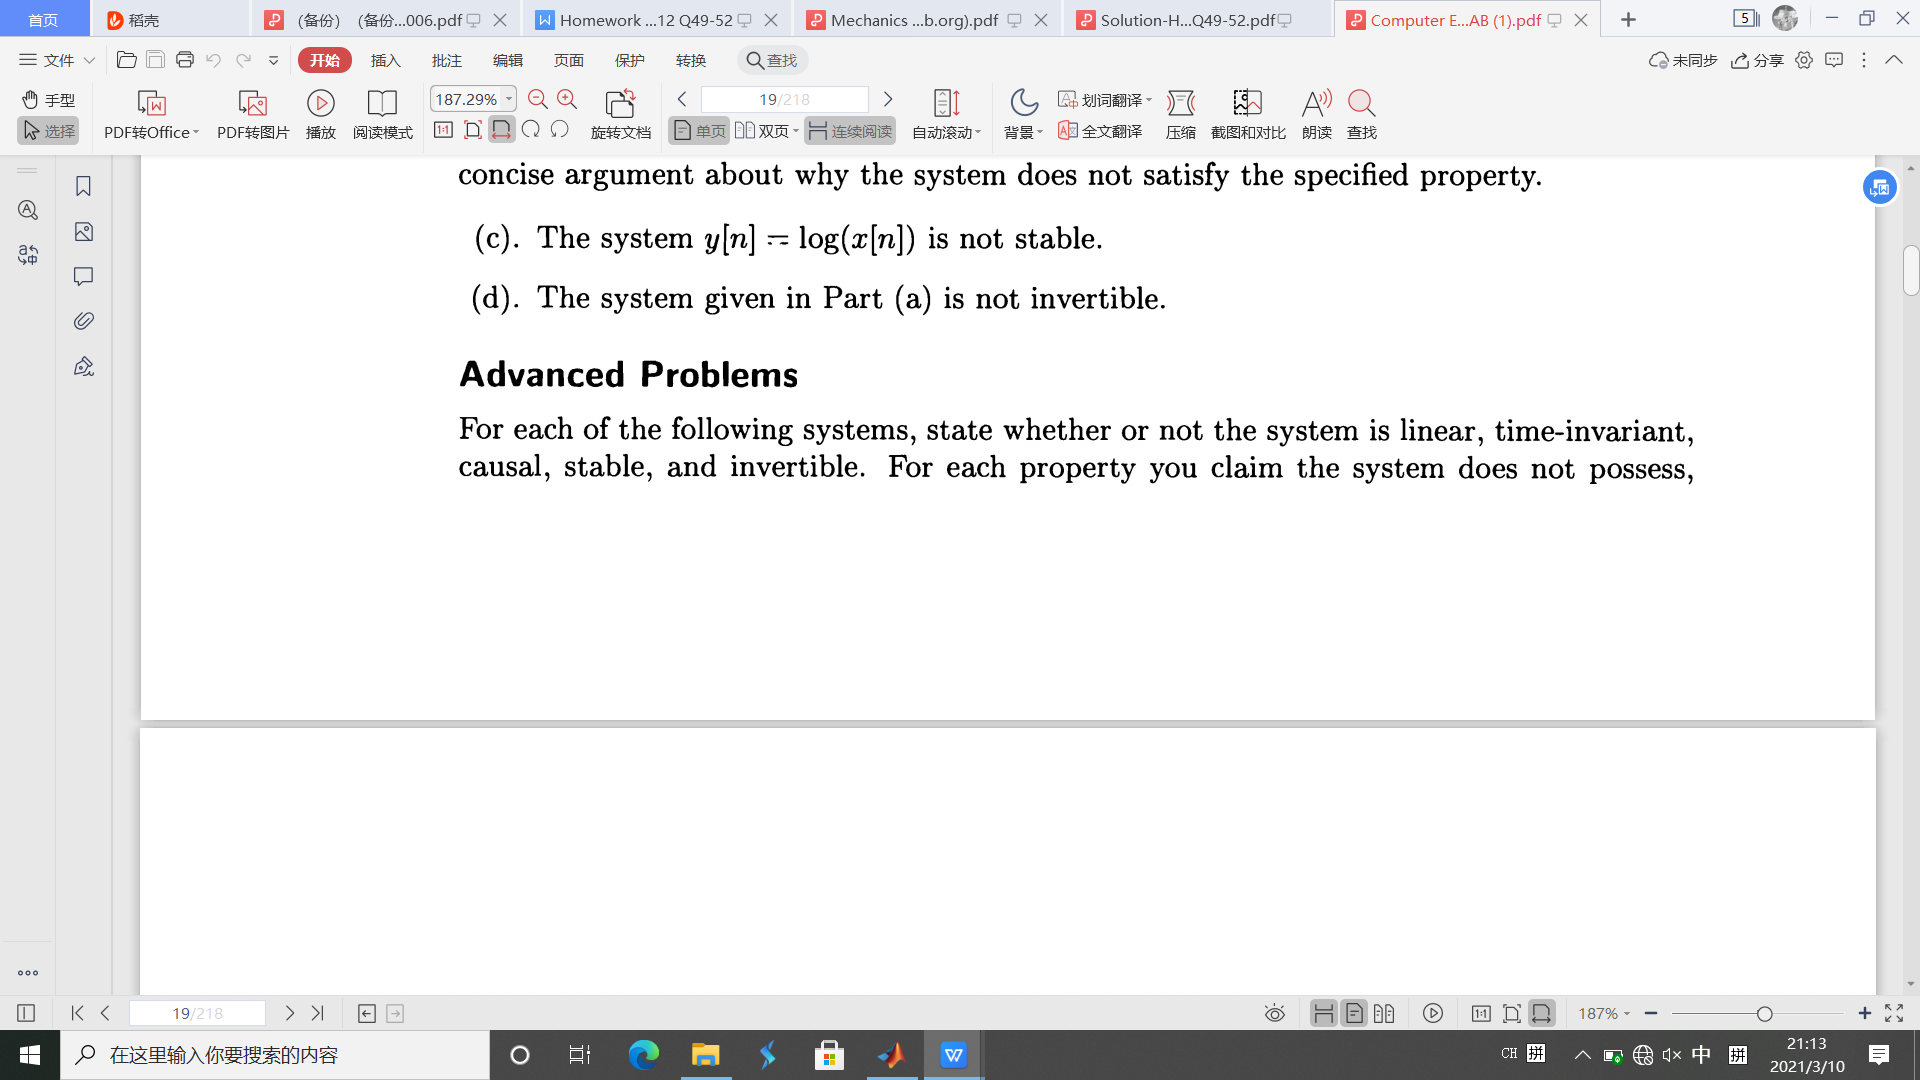 首页
稻壳
(备份) (备份...006.pdf
Homework ...12 Q49-52
Mechanics ...b.org).pdf
Solution-H...Q49-52.pdf
Computer E...AB (1).pdf
5
文件
开始
插入
批注
编辑
页面
保护
转换
查找
未同步
分享
手型
选择
PDF转Office
PDF转图片
播放
阅读模式
187.29%
1:1
旋转文档
19/218
单页
双页
连续阅读
自动滚动
背景
划词翻译
全文翻译
压缩
截图和对比
朗读
查找
concise argument about why the system does not satisfy the specified property.
(c). The system y[n] = log(x[n]) is not stable.
(d). The system given in Part (a) is not invertible.
Advanced Problems
For each of the following systems, state whether or not the system is linear, time-invariant,
causal, stable, and invertible. For each property you claim the system does not possess,
19/218
1:1
187%
在这里输入你要搜索的内容
CH
拼
中
拼
21:13
2021/3/10